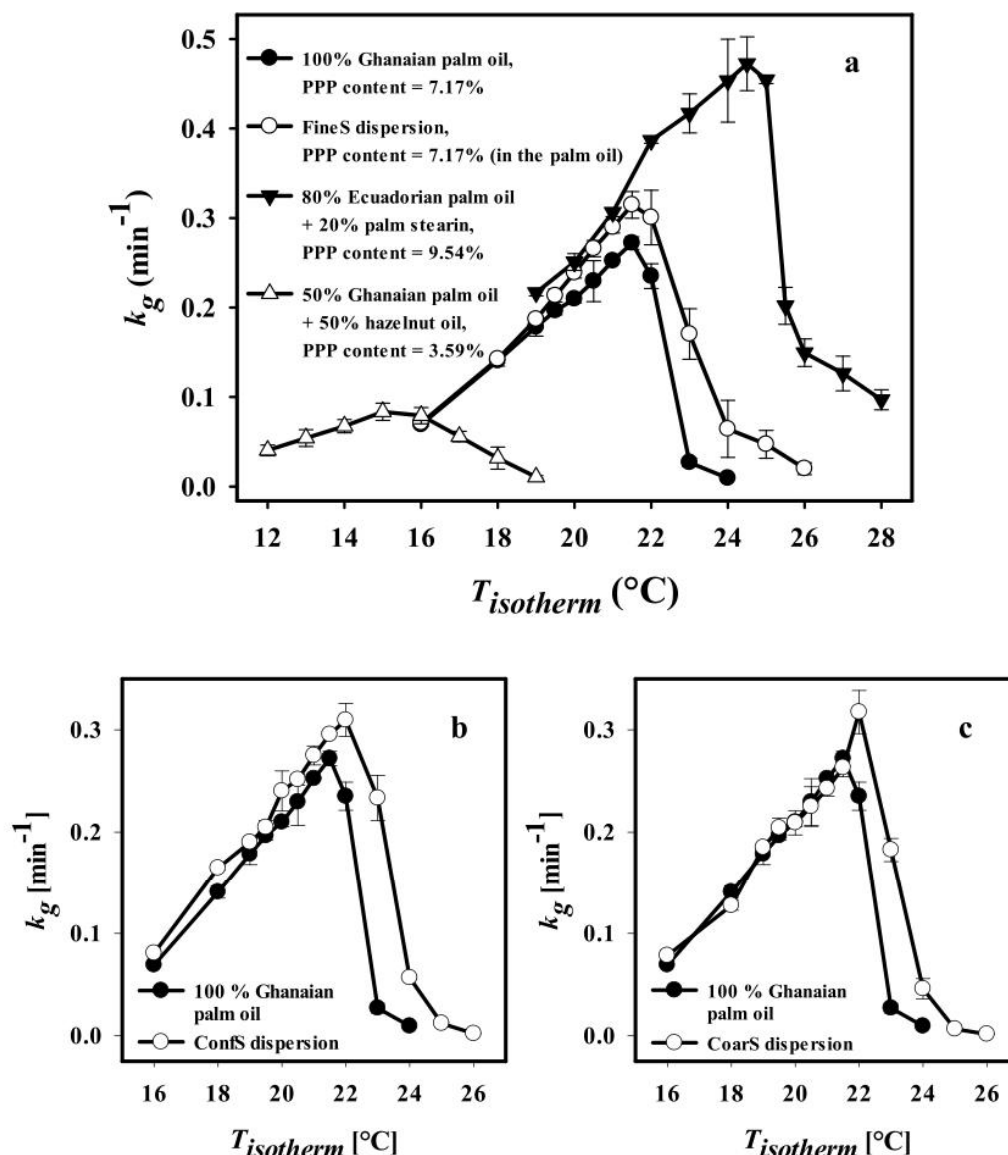 a
0.5
0.4
0.3
0.2
0.1
0.0
kg (min-1)
100% Ghanaian palm oil,
PPP content = 7.17%
FineS dispersion,
PPP content = 7.17% (in the palm oil)
80% Ecuadorian palm oil
+ 20% palm stearin,
PPP content = 9.54%
50% Ghanaian palm oil
+ 50% hazelnut oil,
PPP content = 3.59%
12 14 16 18 20 22 24 26 28
Tisotherm (°C)
b
0.3
0.2
0.1
0.0
kg [min-1]
100 % Ghanaian
palm oil
ConfS dispersion
16 18 20 22 24 26
Tisotherm [°C]
c
0.3
0.2
0.1
0.0
kg [min-1]
100 % Ghanaian
palm oil
CoarS dispersion
16 18 20 22 24 26
Tisotherm [°C]